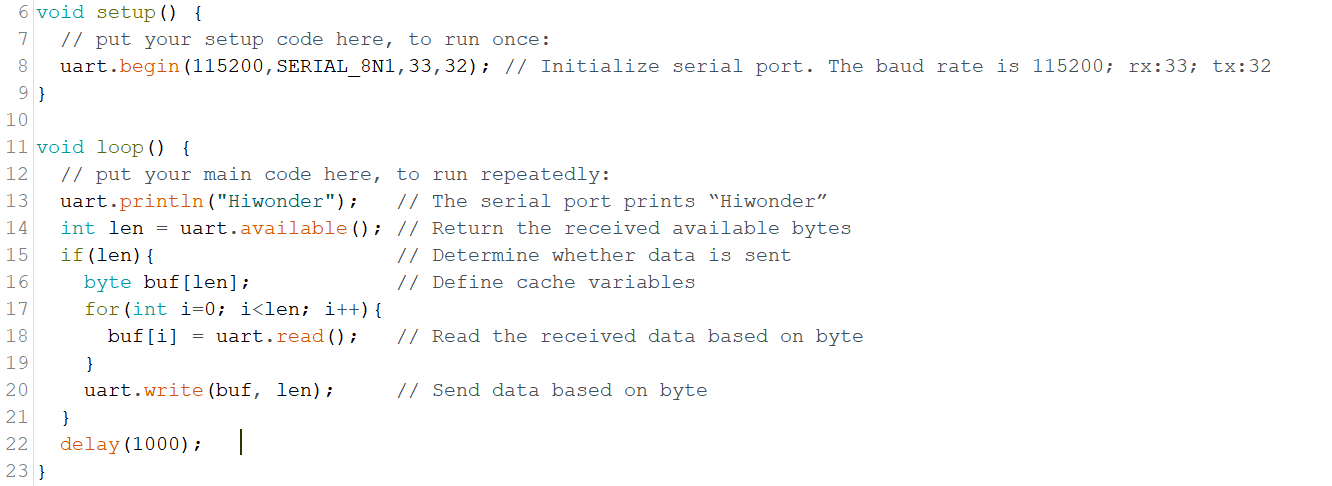 6 void setup() {
7   // put your setup code here, to run once:
8   uart.begin(115200,SERIAL_8N1,33,32); // Initialize serial port. The baud rate is 115200; rx:33; tx:32
9 }
10
11 void loop() {
12   // put your main code here, to run repeatedly:
13   uart.println("Hiwonder");   // The serial port prints “Hiwonder”
14   int len = uart.available(); // Return the received available bytes
15   if(len){                    // Determine whether data is sent
16     byte buf[len];            // Define cache variables
17     for(int i=0; i<len; i++){
18       buf[i] = uart.read();   // Read the received data based on byte
19     }
20     uart.write(buf, len);     // Send data based on byte
21   }
22   delay(1000);
23 }